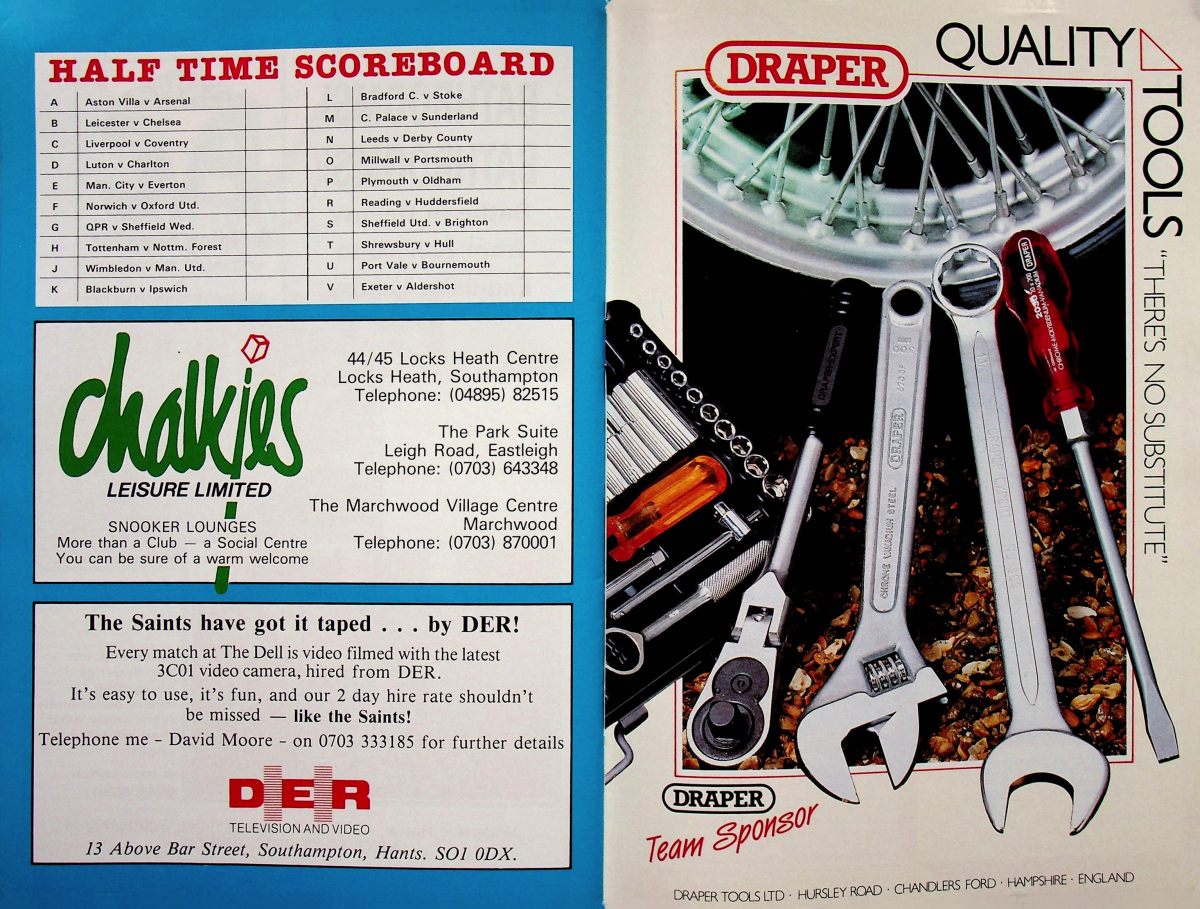 HALF TIME SCOREBOARD
A Aston Villa v Arsenal
B Leicester v Chelsea
C Liverpool v Coventry
D Luton v Charlton
E Man. City v Everton
F Norwich v Oxford Utd.
G QPR v Sheffield Wed.
H Tottenham v Nottm. Forest
J Wimbledon v Man. Utd.
K Blackburn v Ipswich
L Bradford C. v Stoke
M C. Palace v Sunderland
N Leeds v Derby County
O Millwall v Portsmouth
P Plymouth v Oldham
R Reading v Huddersfield
S Sheffield Utd. v Brighton
T Shrewsbury v Hull
U Port Vale v Bournemouth
V Exeter v Aldershot
chalkies
LEISURE LIMITED
SNOOKER LOUNGES
More than a Club — a Social Centre
You can be sure of a warm welcome
44/45 Locks Heath Centre
Locks Heath, Southampton
Telephone: (04895) 82515
The Park Suite
Leigh Road, Eastleigh
Telephone: (0703) 643348
The Marchwood Village Centre
Marchwood
Telephone: (0703) 870001
The Saints have got it taped . . . by DER!
Every match at The Dell is video filmed with the latest
3C01 video camera, hired from DER.
It's easy to use, it's fun, and our 2 day hire rate shouldn't
be missed — like the Saints!
Telephone me - David Moore - on 0703 333185 for further details
DER
TELEVISION AND VIDEO
13 Above Bar Street, Southampton, Hants. SO1 0DX.
QUALITY
TOOLS "THERE'S NO SUBSTITUTE"
DRAPER
DRAPER EXPERT
DRAPER
CHROME VANADIUM STEEL
DRAPER
DRAPER
Team Sponsor
DRAPER TOOLS LTD · HURSLEY ROAD · CHANDLERS FORD · HAMPSHIRE · ENGLAND